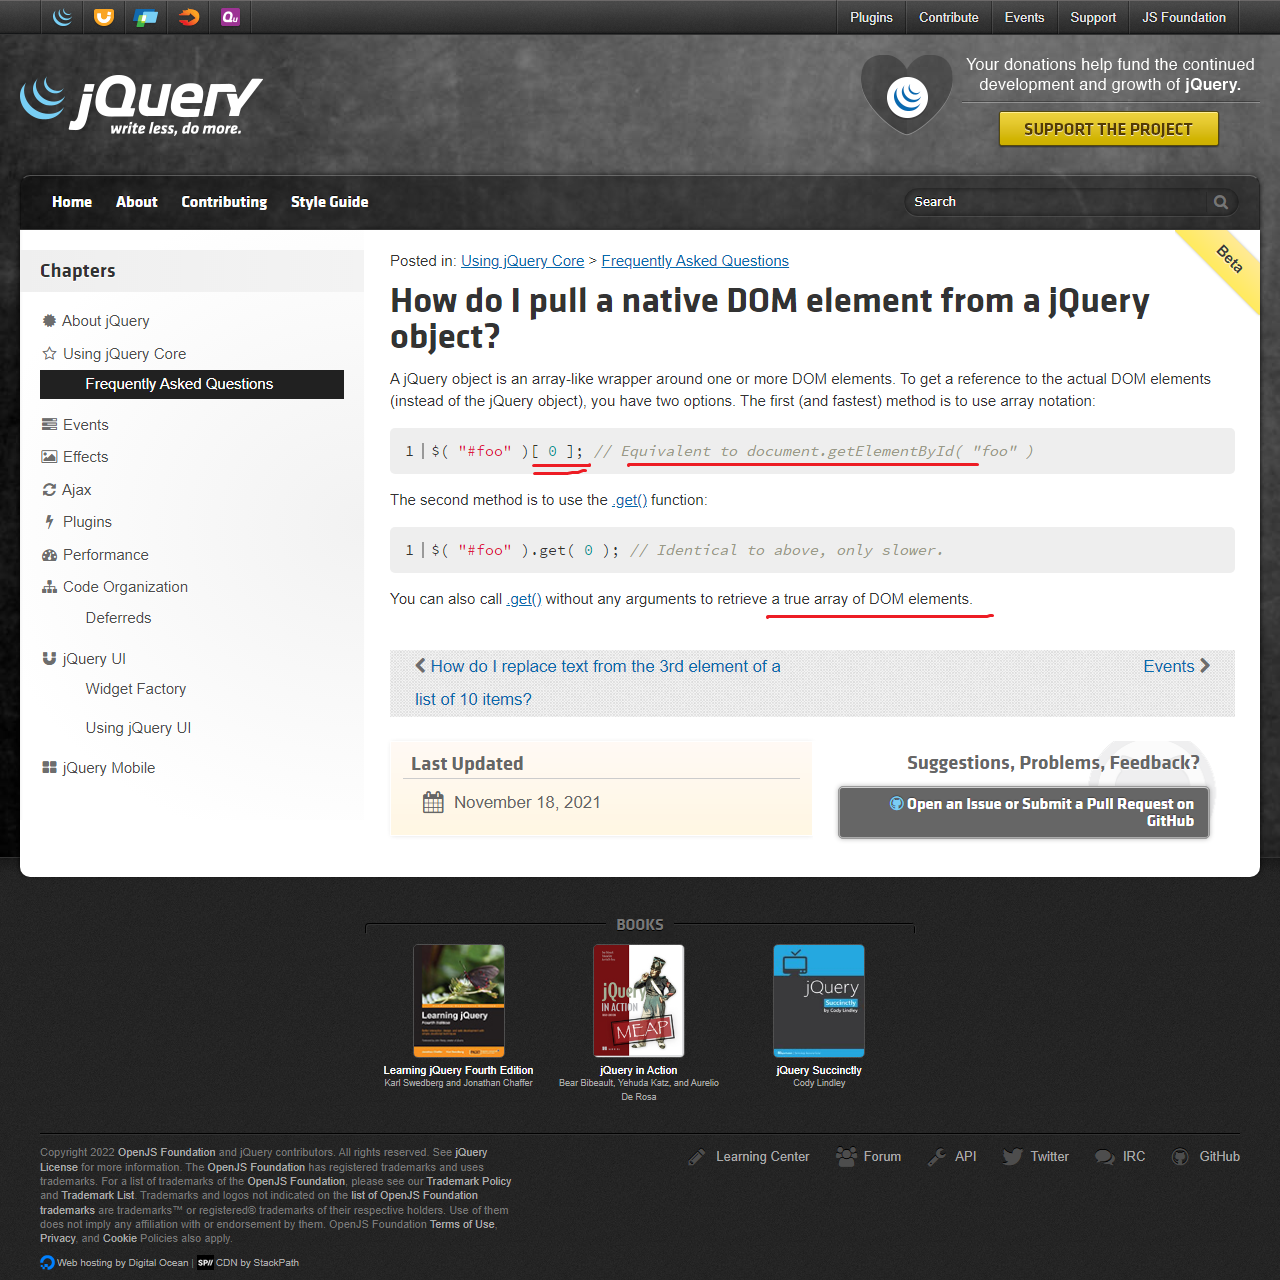 Plugins
Contribute
Events
Support
JS Foundation
jQuery
write less, do more.
Your donations help fund the continued
development and growth of jQuery.
SUPPORT THE PROJECT
Home
About
Contributing
Style Guide
Search
Chapters
About jQuery
Using jQuery Core
Frequently Asked Questions
Events
Effects
Ajax
Plugins
Performance
Code Organization
Deferreds
jQuery UI
Widget Factory
Using jQuery UI
jQuery Mobile
Beta
Posted in: Using jQuery Core > Frequently Asked Questions
How do I pull a native DOM element from a jQuery
object?
A jQuery object is an array-like wrapper around one or more DOM elements. To get a reference to the actual DOM elements
(instead of the jQuery object), you have two options. The first (and fastest) method is to use array notation:
1 $( "#foo" )[ 0 ]; // Equivalent to document.getElementById( "foo" )
The second method is to use the .get() function:
1 $( "#foo" ).get( 0 ); // Identical to above, only slower.
You can also call .get() without any arguments to retrieve a true array of DOM elements.
How do I replace text from the 3rd element of a
list of 10 items?
Events
Last Updated
November 18, 2021
Suggestions, Problems, Feedback?
Open an Issue or Submit a Pull Request on
GitHub
BOOKS
Learning jQuery
Fourth Edition
jQuery
IN ACTION
MEAP
jQuery
Succinctly
by Cody Lindley
Learning jQuery Fourth Edition
Karl Swedberg and Jonathan Chaffer
jQuery in Action
Bear Bibeault, Yehuda Katz, and Aurelio
De Rosa
jQuery Succinctly
Cody Lindley
Copyright 2022 OpenJS Foundation and jQuery contributors. All rights reserved. See jQuery
License for more information. The OpenJS Foundation has registered trademarks and uses
trademarks. For a list of trademarks of the OpenJS Foundation, please see our Trademark Policy
and Trademark List. Trademarks and logos not indicated on the list of OpenJS Foundation
trademarks are trademarks™ or registered® trademarks of their respective holders. Use of them
does not imply any affiliation with or endorsement by them. OpenJS Foundation Terms of Use,
Privacy, and Cookie Policies also apply.
Web hosting by Digital Ocean | SP// CDN by StackPath
Learning Center
Forum
API
Twitter
IRC
GitHub